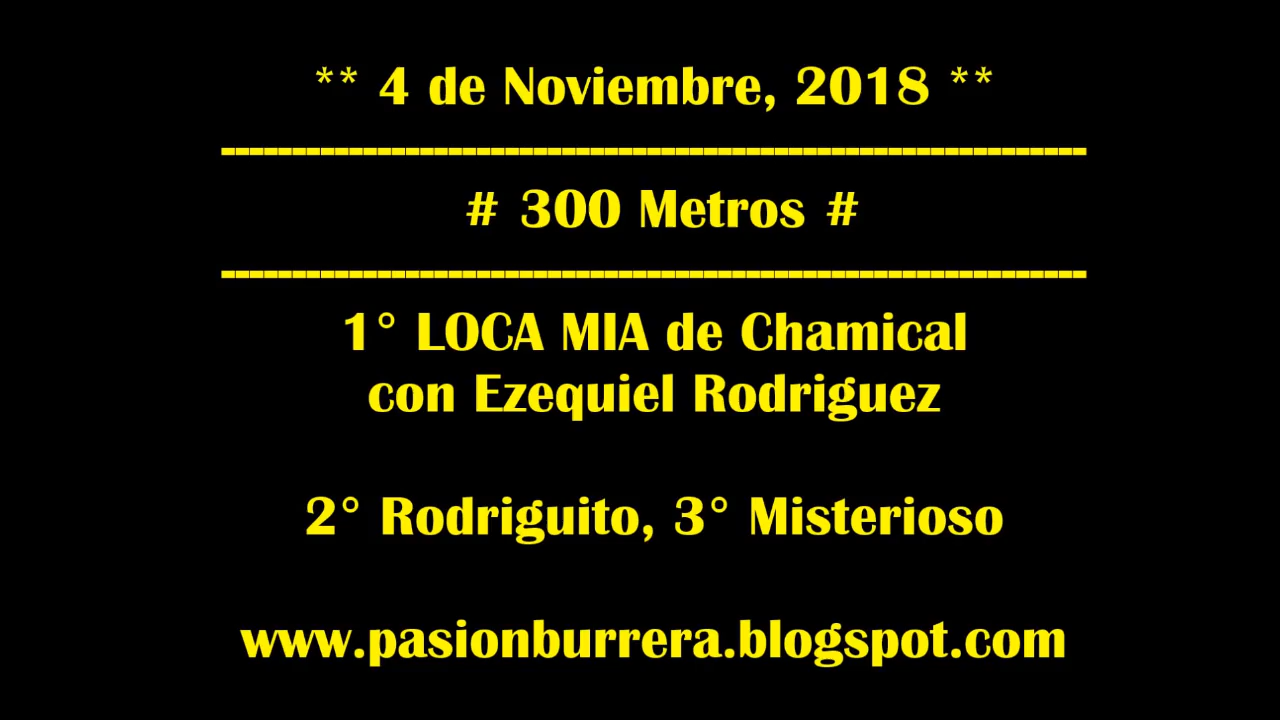 ** 4 de Noviembre, 2018 **
-------------------------------------------------------------
# 300 Metros #
-------------------------------------------------------------
1° LOCA MIA de Chamical
con Ezequiel Rodriguez
2° Rodriguito, 3° Misterioso
www.pasionburrera.blogspot.com